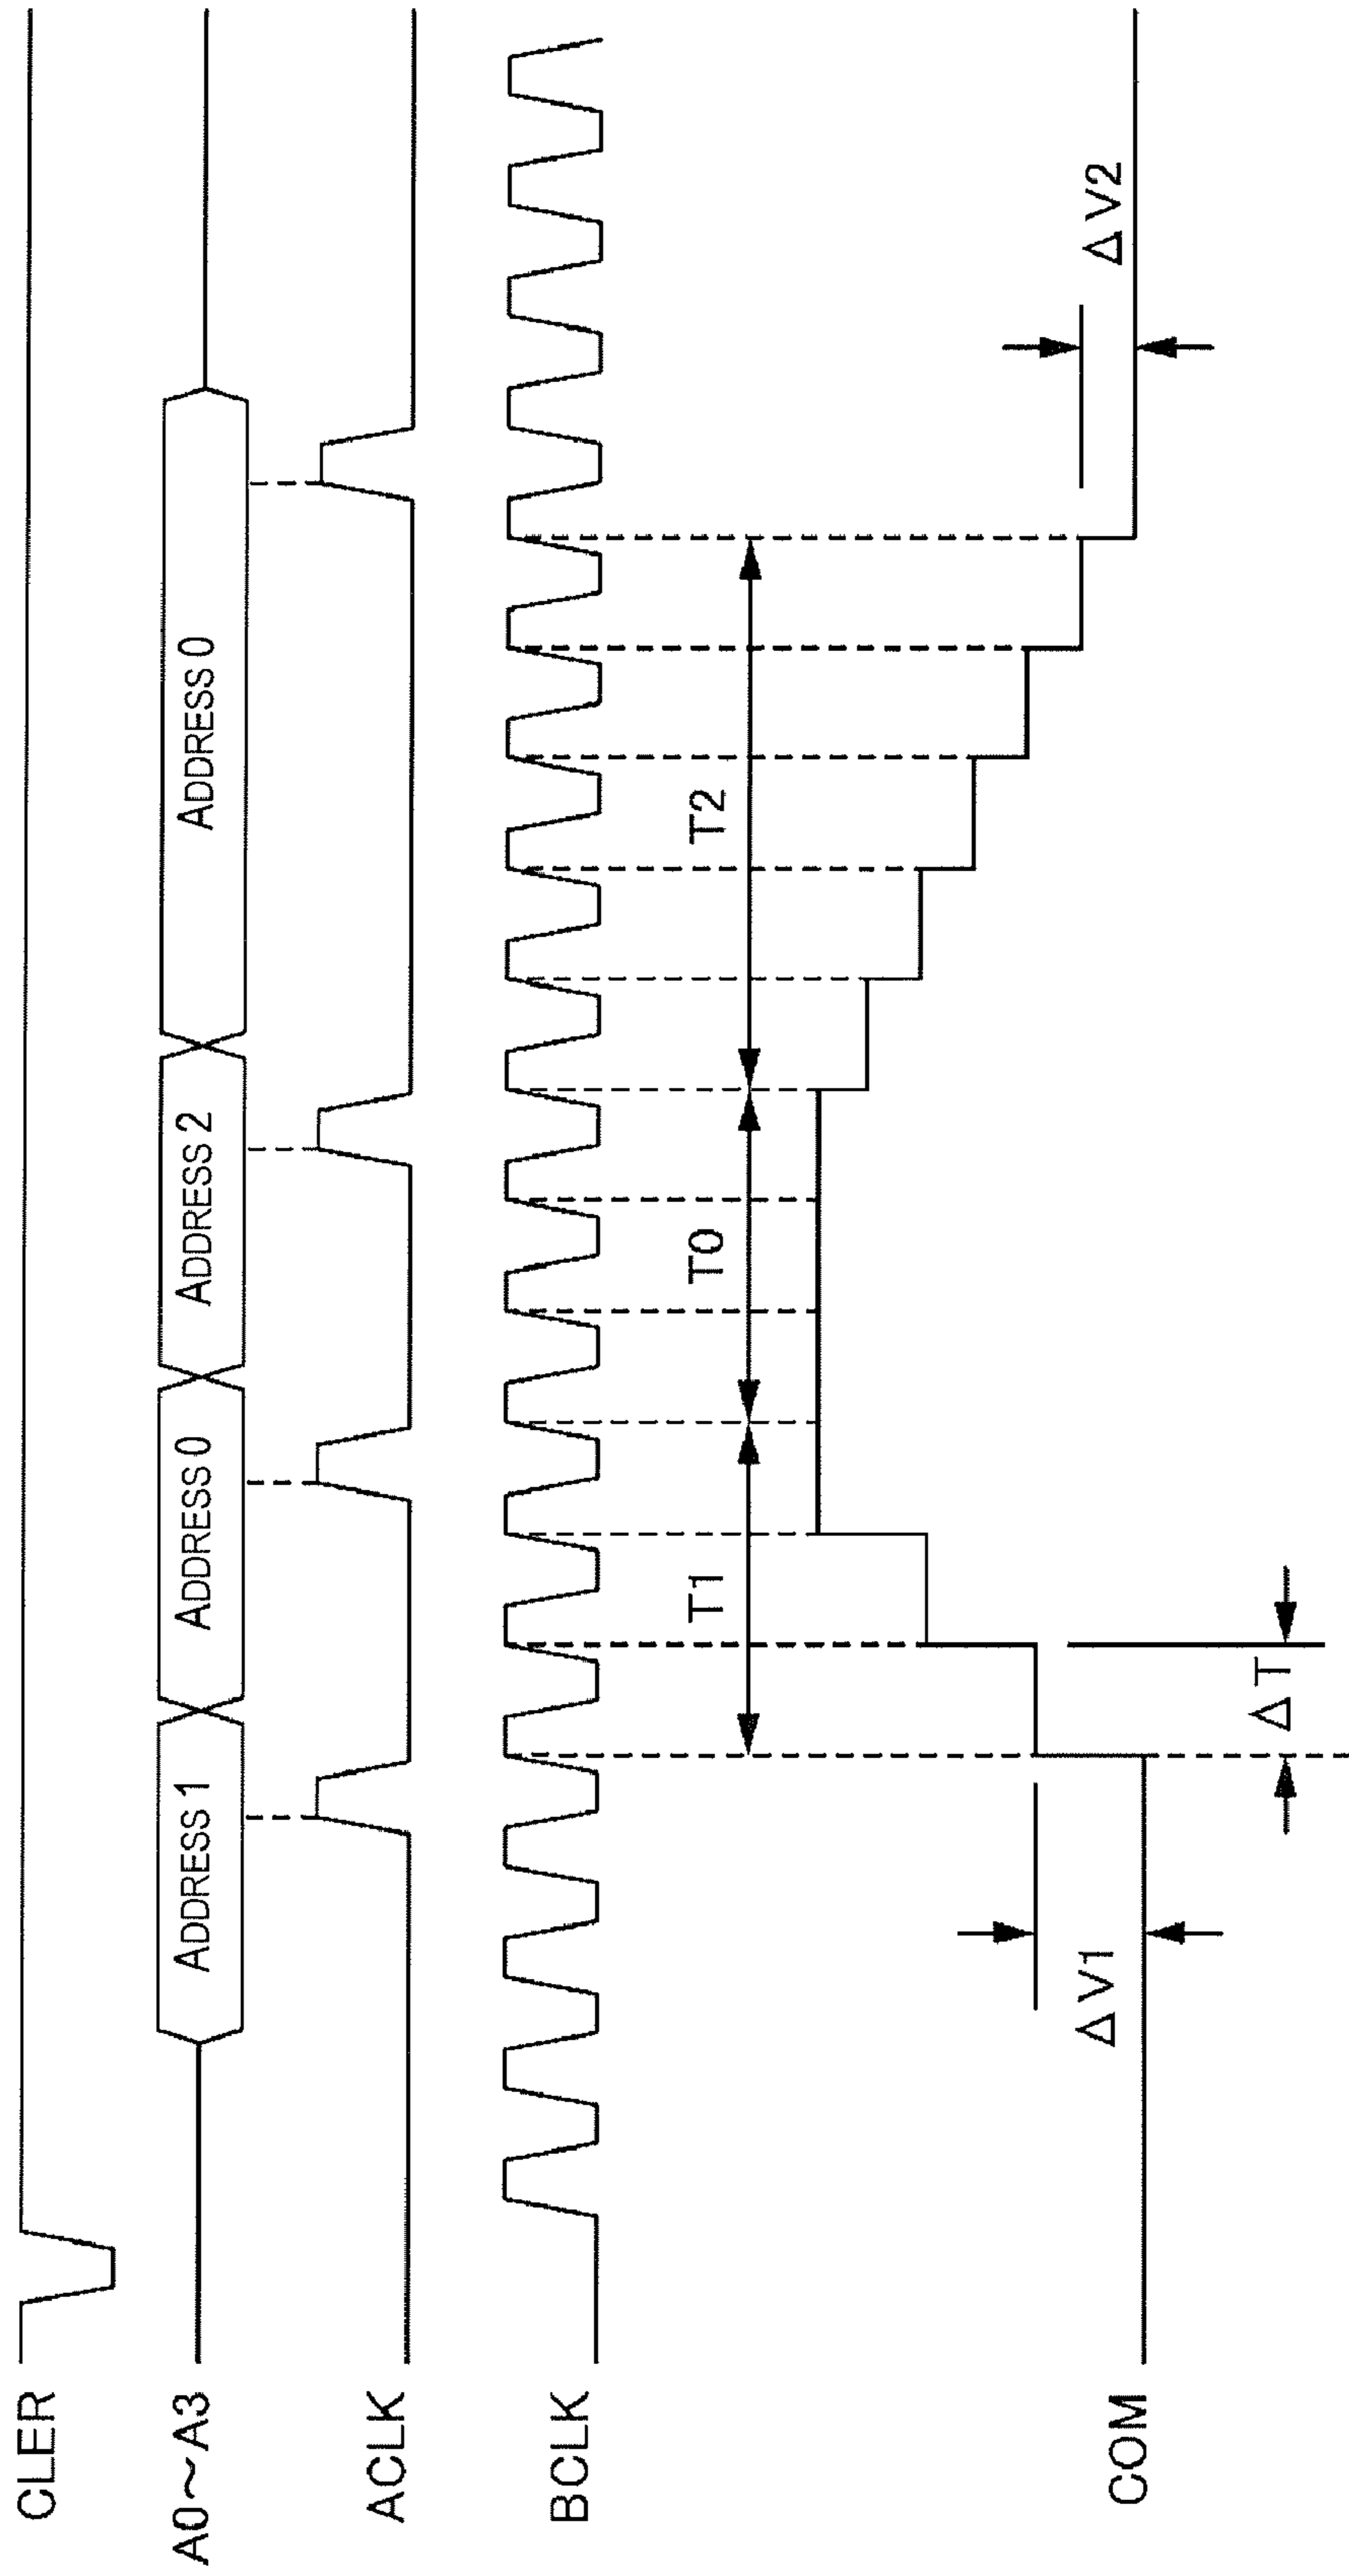 CLER
A0~A3
ADDRESS 1
ADDRESS 0
ADDRESS 2
ADDRESS 0
ACLK
BCLK
T1
T0
T2
COM
ΔV1
ΔT
ΔV2